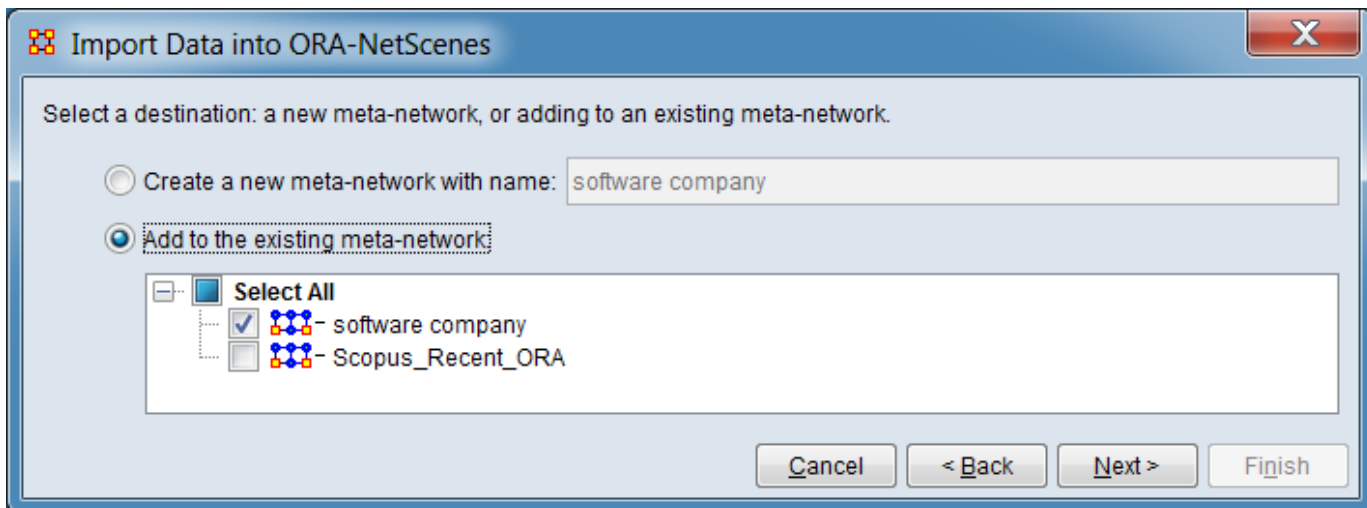 Import Data into ORA-NetScenes
Select a destination: a new meta-network, or adding to an existing meta-network.
Create a new meta-network with name: software company
Add to the existing meta-network:
Select All
software company
Scopus_Recent_ORA
Cancel < Back Next > Finish